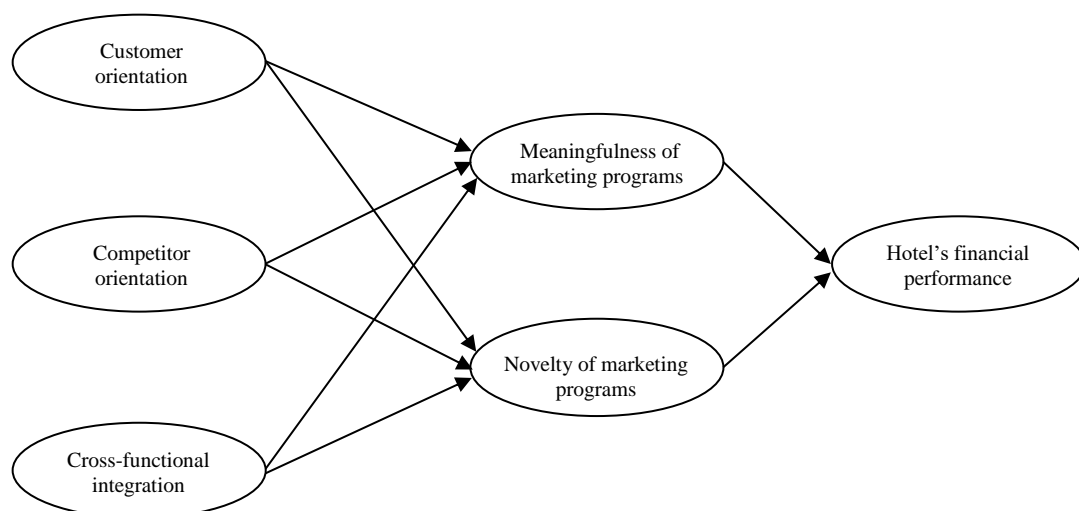 Customer
orientation
Meaningfulness of
marketing programs
Competitor
orientation
Hotel's financial
performance
Novelty of marketing
programs
Cross-functional
integration